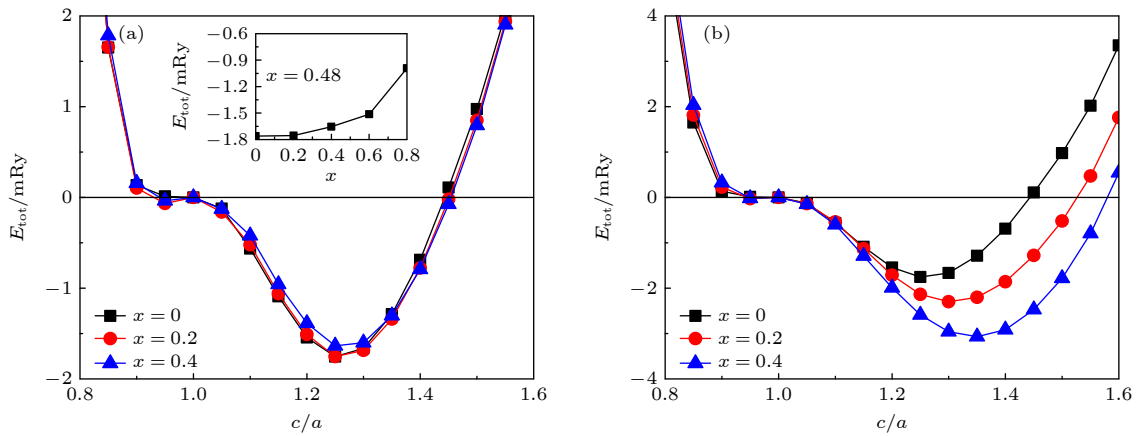 (a)
E_tot/mRy
2
1
0
−1
−2
0.8 1.0 1.2 1.4 1.6
c/a
x = 0
x = 0.2
x = 0.4
E_tot/mRy
−0.6
−0.9
−1.2
−1.5
−1.8
x = 0.48
0 0.2 0.4 0.6 0.8
x
(b)
E_tot/mRy
4
2
0
−2
−4
0.8 1.0 1.2 1.4 1.6
c/a
x = 0
x = 0.2
x = 0.4